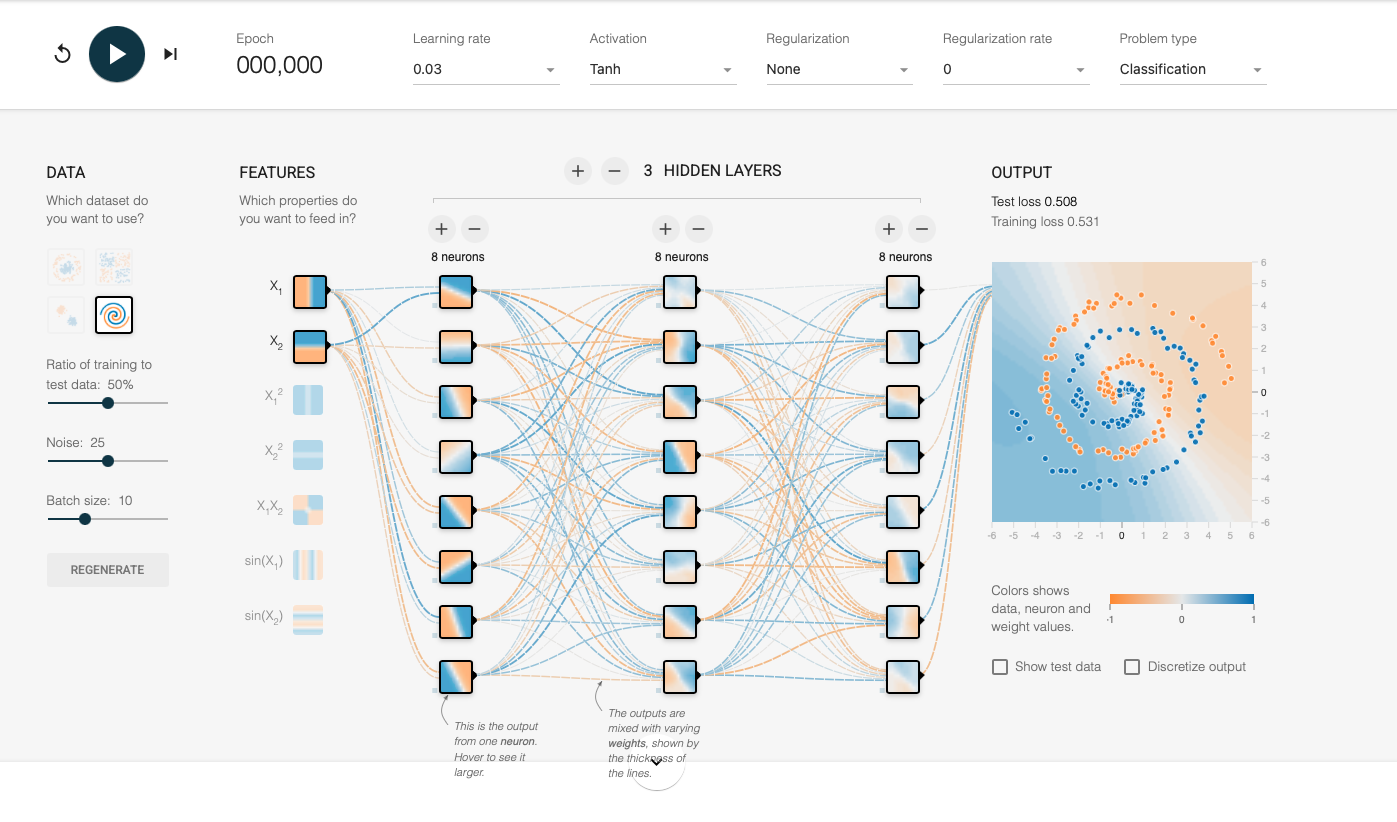 Epoch
000,000
Learning rate
0.03
Activation
Tanh
Regularization
None
Regularization rate
0
Problem type
Classification
DATA
Which dataset do
you want to use?
Ratio of training to
test data: 50%
Noise: 25
Batch size: 10
REGENERATE
FEATURES
Which properties do
you want to feed in?
X1
X2
X1²
X2²
X1X2
sin(X1)
sin(X2)
+ − 3 HIDDEN LAYERS
+ −
8 neurons
+ −
8 neurons
+ −
8 neurons
This is the output
from one neuron.
Hover to see it
larger.
The outputs are
mixed with varying
weights, shown by
the thickness of
the lines.
OUTPUT
Test loss 0.508
Training loss 0.531
6
5
4
3
2
1
0
-1
-2
-3
-4
-5
-6
-6 -5 -4 -3 -2 -1 0 1 2 3 4 5 6
Colors shows
data, neuron and
weight values.
-1 0 1
Show test data
Discretize output